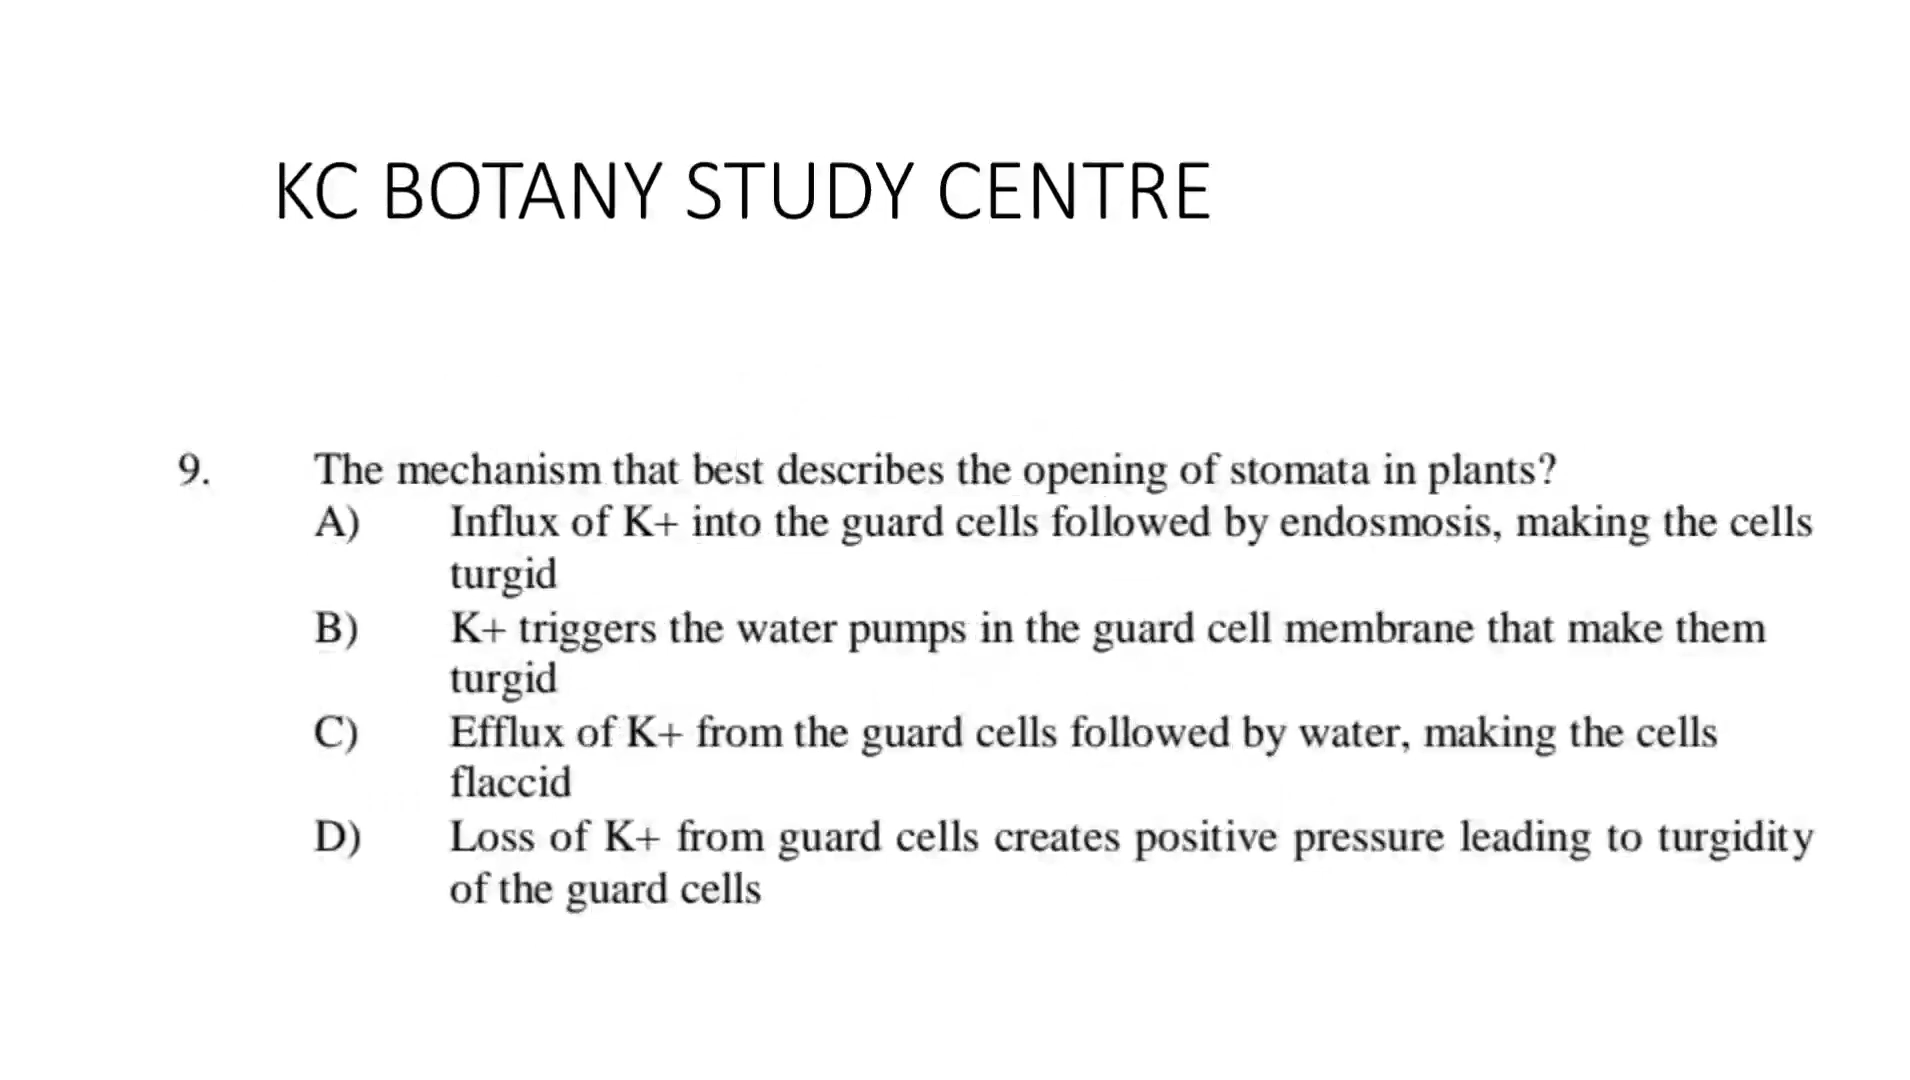 KC BOTANY STUDY CENTRE
9. The mechanism that best describes the opening of stomata in plants?
A) Influx of K+ into the guard cells followed by endosmosis, making the cells
turgid
B) K+ triggers the water pumps in the guard cell membrane that make them
turgid
C) Efflux of K+ from the guard cells followed by water, making the cells
flaccid
D) Loss of K+ from guard cells creates positive pressure leading to turgidity
of the guard cells